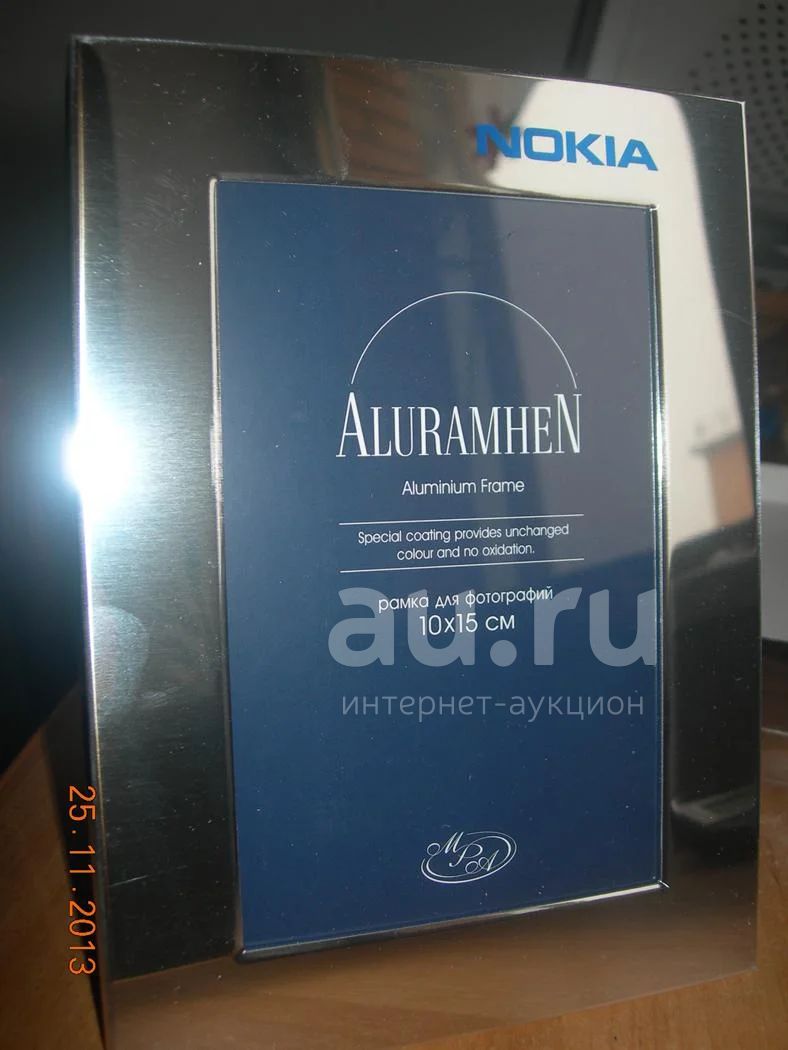 NOKIA
ALURAMHEN
Aluminium Frame
Special coating provides unchanged
colour and no oxidation.
рамка для фотографий
10x15 см
au.ru
интернет-аукцион
МРА
25.11.2013